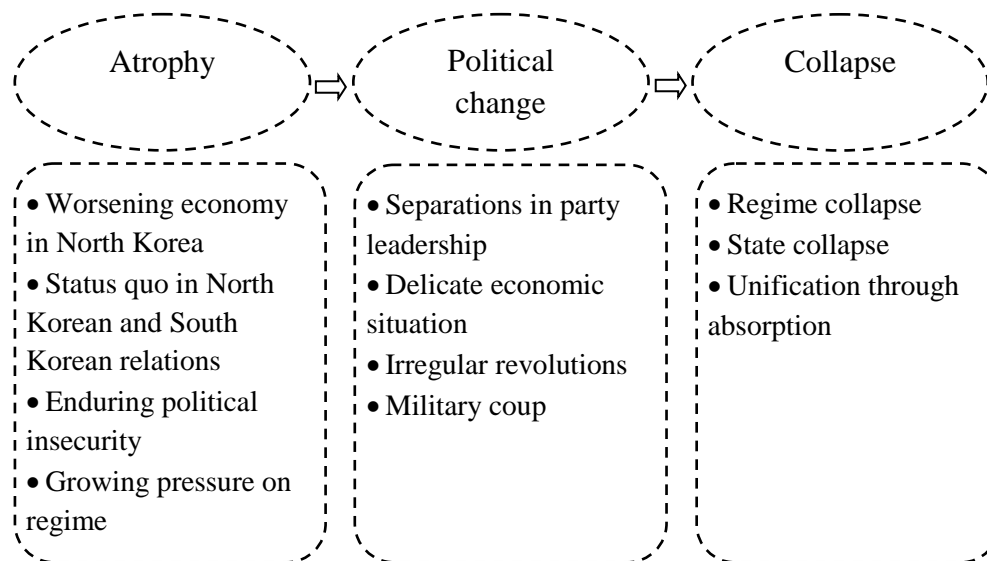 Atrophy
Political
change
Collapse
• Worsening economy
in North Korea
• Status quo in North
Korean and South
Korean relations
• Enduring political
insecurity
• Growing pressure on
regime
• Separations in party
leadership
• Delicate economic
situation
• Irregular revolutions
• Military coup
• Regime collapse
• State collapse
• Unification through
absorption